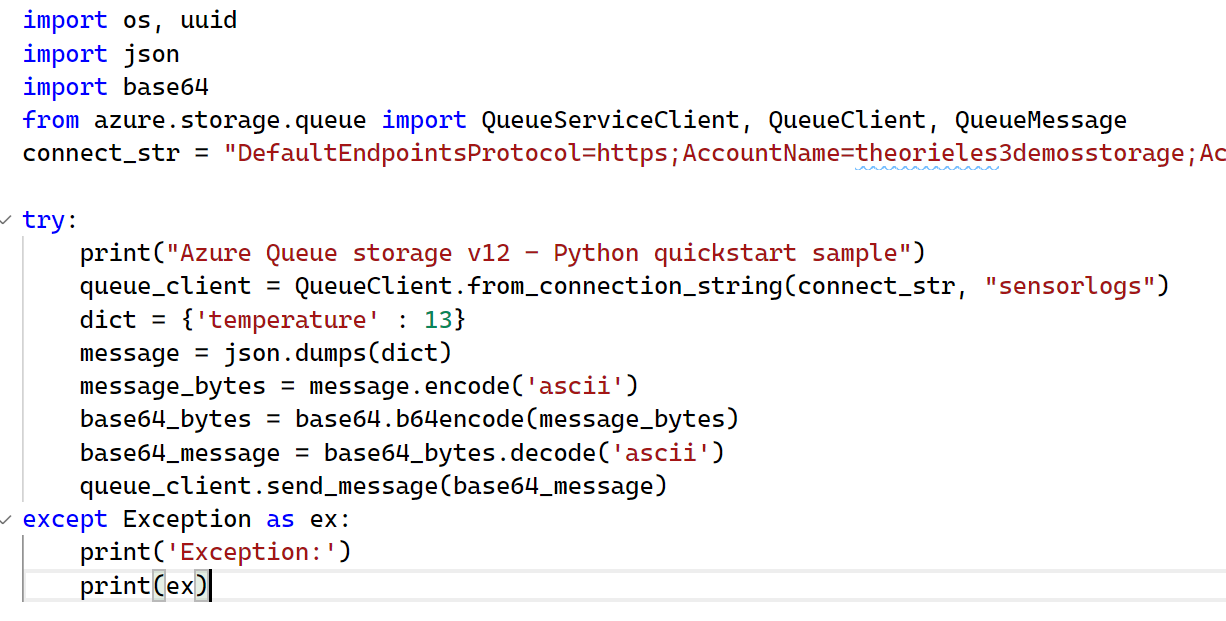 import os, uuid
import json
import base64
from azure.storage.queue import QueueServiceClient, QueueClient, QueueMessage
connect_str = "DefaultEndpointsProtocol=https;AccountName=theorieles3demosstorage;Ac
try:
    print("Azure Queue storage v12 - Python quickstart sample")
    queue_client = QueueClient.from_connection_string(connect_str, "sensorlogs")
    dict = {'temperature' : 13}
    message = json.dumps(dict)
    message_bytes = message.encode('ascii')
    base64_bytes = base64.b64encode(message_bytes)
    base64_message = base64_bytes.decode('ascii')
    queue_client.send_message(base64_message)
except Exception as ex:
    print('Exception:')
    print(ex)